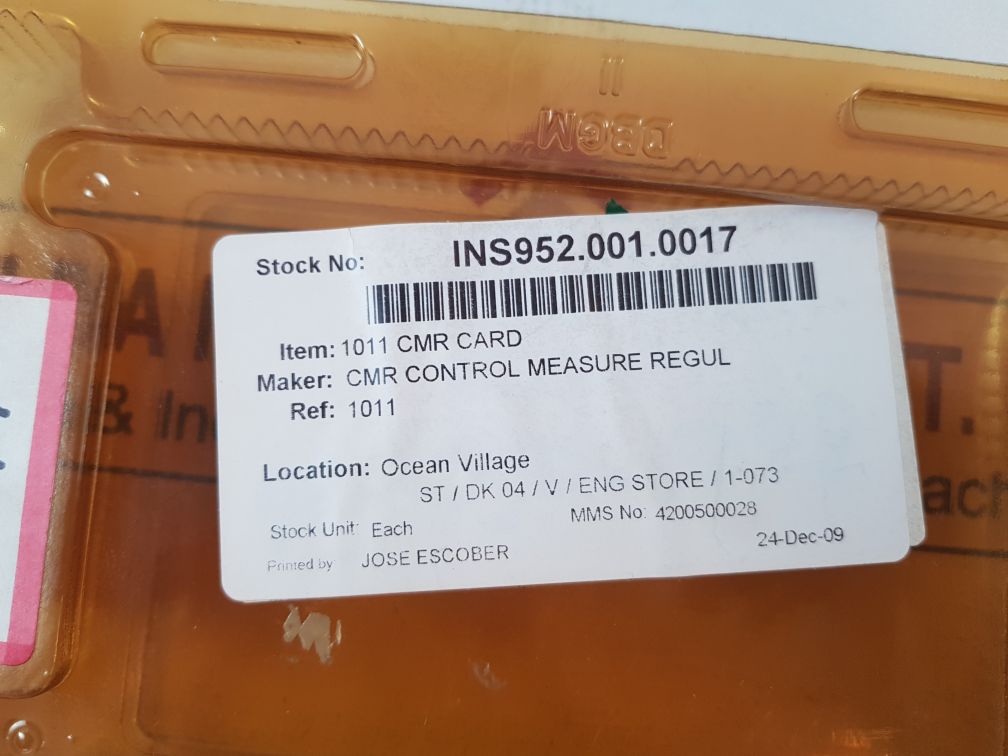 DBGM
Stock No: INS952.001.0017
Item: 1011 CMR CARD
Maker: CMR CONTROL MEASURE REGUL
Ref: 1011
Location: Ocean Village
ST / DK 04 / V / ENG STORE / 1-073
Stock Unit: Each
MMS No: 4200500028
Printed by JOSE ESCOBER
24-Dec-09
A
T.
&